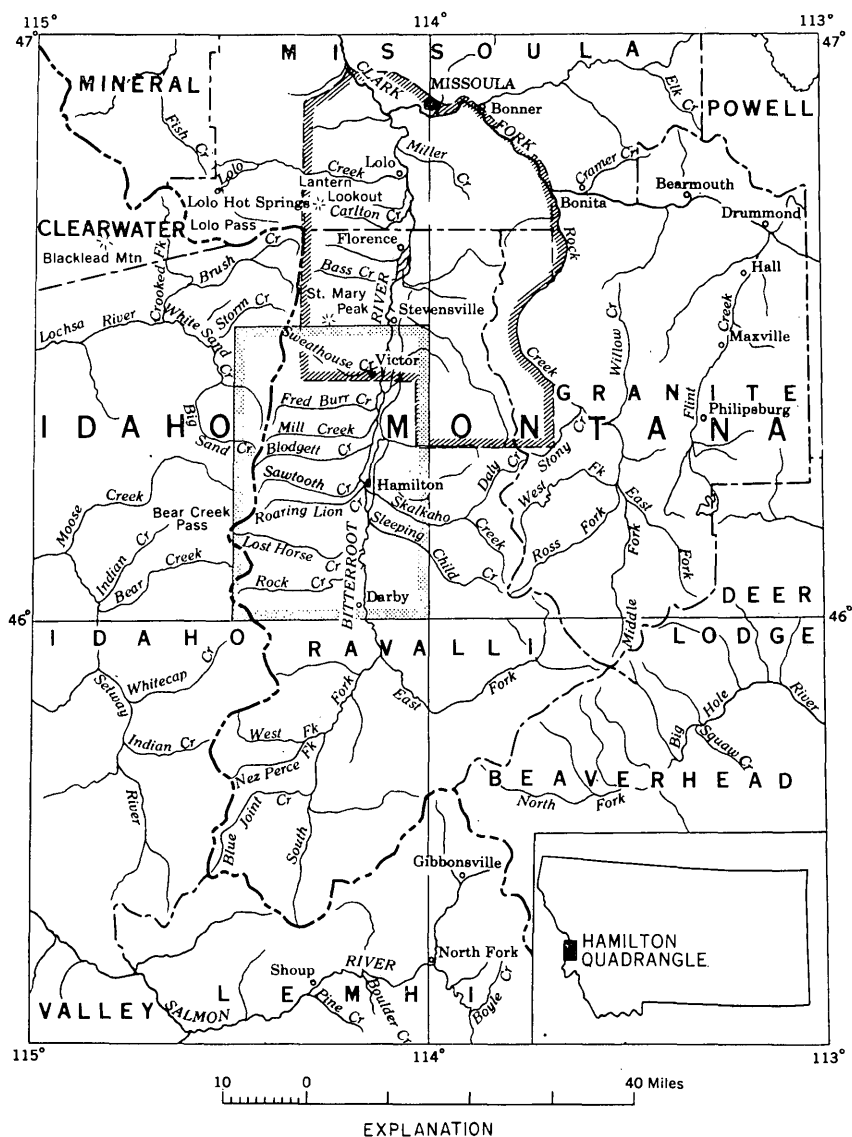 115°
114°
113°
47°
47°
MISSOULA
MINERAL
CLARK
MISSOULA
Bonner
FORK
Elk Cr
POWELL
Fish Cr
Lolo
Creek
Lolo
Miller Cr
Cramer Cr
Bearmouth
Lantern Lookout
Lolo Hot Springs
Carlton Cr
Bonita
Drummond
CLEARWATER
Lolo Pass
Florence
Rock
Blacklead Mtn
Crooked Fk
Brush Cr
Bass Cr
RIVER
Hall
St. Mary
Peak
Stevensville
Storm Cr
White Sand Cr
Lochsa River
Sweathouse Cr
Victor
Creek
Willow Cr
Creek
Maxville
GRANITE
Fred Burr Cr
Flint
Philipsburg
IDAHO
MONTANA
Big Sand Cr
Mill Creek
Blodgett Cr
Daly Cr
Stony Cr
Sawtooth Cr
Hamilton
West Fk
Moose Creek
Bear Creek
Pass
Roaring Lion Cr
Skalkaho Creek
East Fork
Indian Cr
Lost Horse Cr
Sleeping Child Cr
Ross Fork
Fork
Bear Creek
Rock Cr
BITTERROOT
Darby
Middle
DEER
46°
46°
IDAHO
RAVALLI
LODGE
Selway
Whitecap Cr
Fork
East Fork
Hole
River
Big
Squaw Cr
Indian Cr
West Fk
Nez Perce Fk
BEAVERHEAD
North Fork
River
Blue Joint Cr
South
Gibbonsville
HAMILTON
QUADRANGLE
North Fork
RIVER
Shoup
LEMHI
VALLEY
SALMON
Pine Cr
Boulder Cr
Boyle Cr
115°
114°
113°
10 0 40 Miles
EXPLANATION